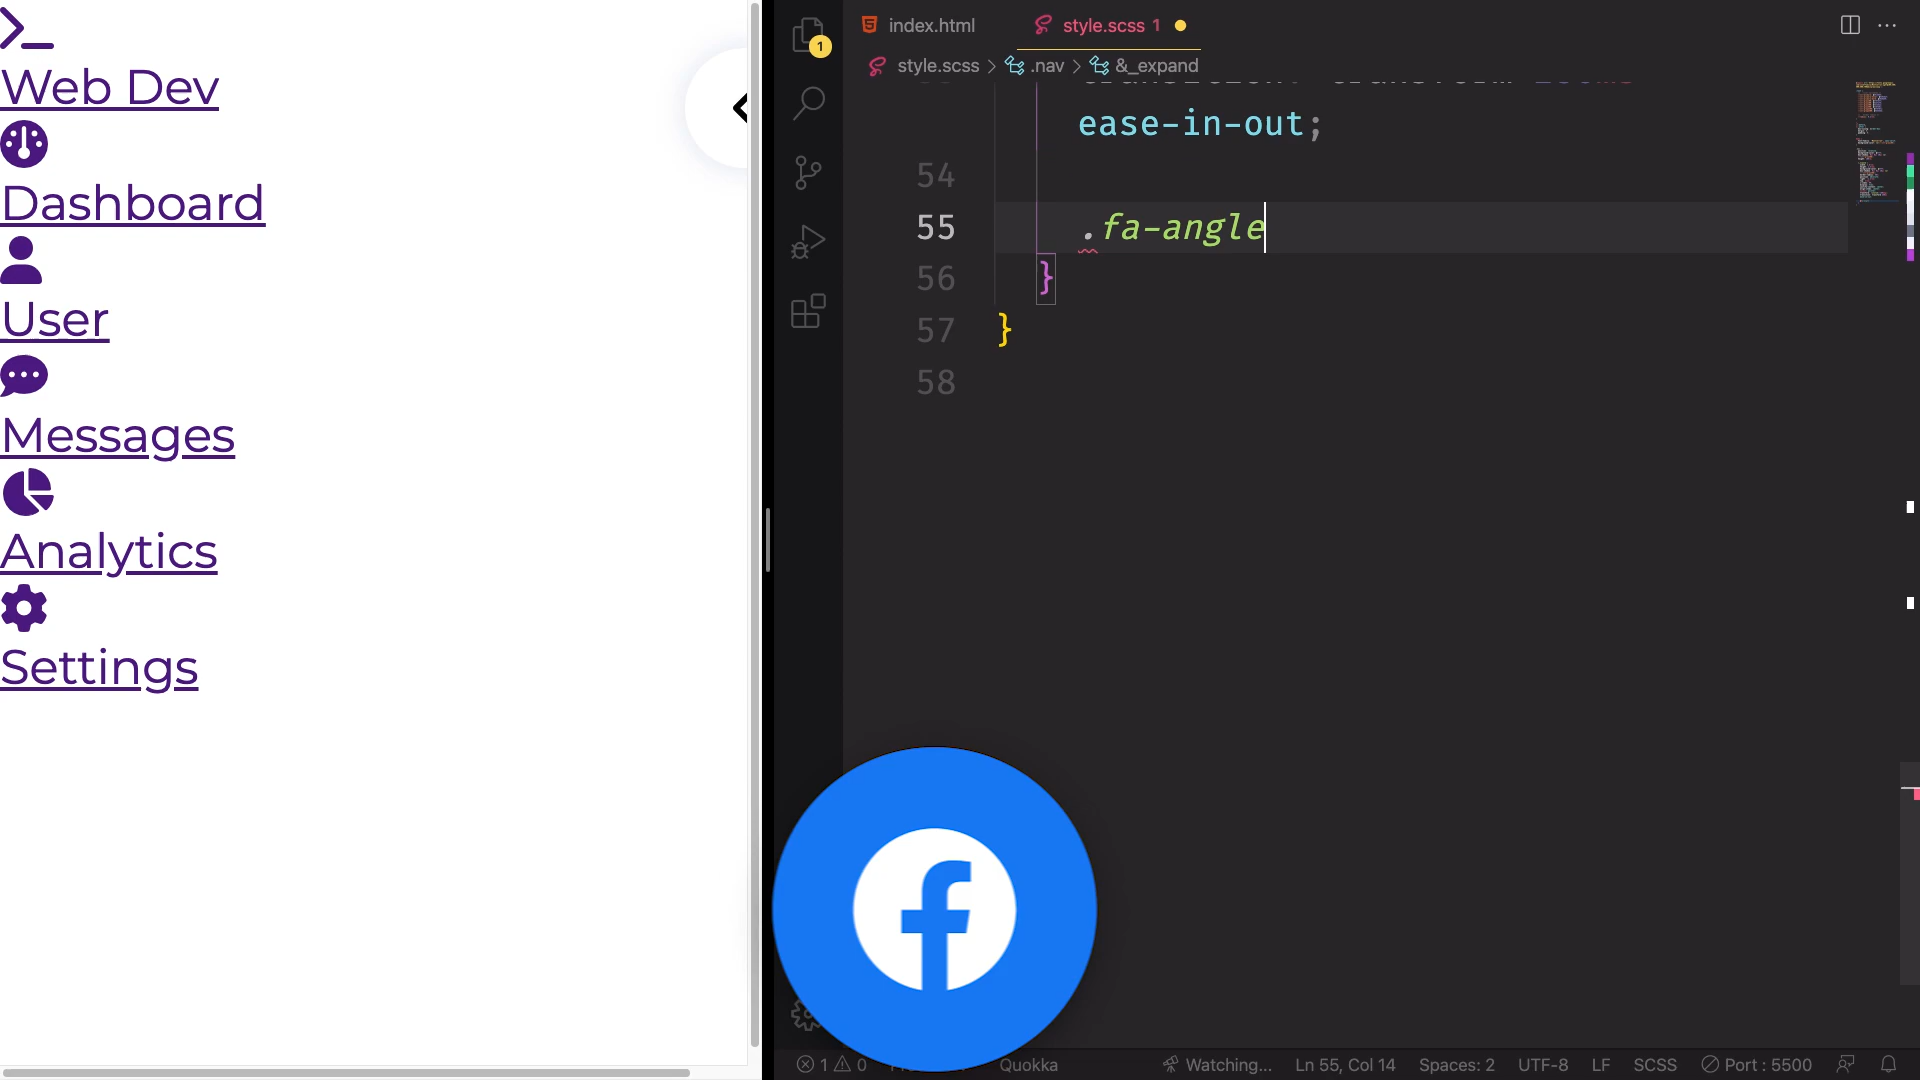 Web Dev
Dashboard
User
Messages
Analytics
Settings
1
index.html
style.scss 1
style.scss > .nav > &_expand
ease-in-out;
54
55 .fa-angle
56 }
57 }
58
1 0 Quokka Watching... Ln 55, Col 14 Spaces: 2 UTF-8 LF SCSS Port : 5500